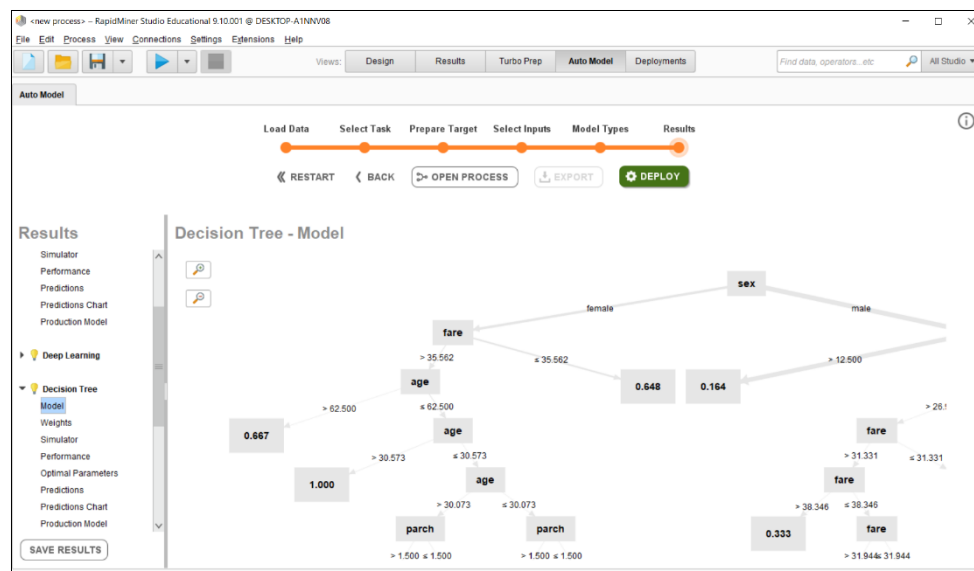 <new process> – RapidMiner Studio Educational 9.10.001 @ DESKTOP-A1NNV08
File Edit Process View Connections Settings Extensions Help
Views: Design Results Turbo Prep Auto Model Deployments Find data, operators...etc All Studio
Auto Model
Load Data Select Task Prepare Target Select Inputs Model Types Results
RESTART BACK OPEN PROCESS EXPORT DEPLOY
Results
Simulator
Performance
Predictions
Predictions Chart
Production Model
Deep Learning
Decision Tree
Model
Weights
Simulator
Performance
Optimal Parameters
Predictions
Predictions Chart
Production Model
SAVE RESULTS
Decision Tree - Model
sex
female male
fare
> 35.562 ≤ 35.562 > 12.500
age 0.648 0.164
> 62.500 ≤ 62.500 > 26.
0.667 age fare
> 30.573 ≤ 30.573 > 31.331 ≤ 31.331
1.000 age fare
> 30.073 ≤ 30.073 > 38.346 ≤ 38.346
parch parch 0.333 fare
> 1.500 ≤ 1.500 > 1.500 ≤ 1.500 > 31.944 ≤ 31.944